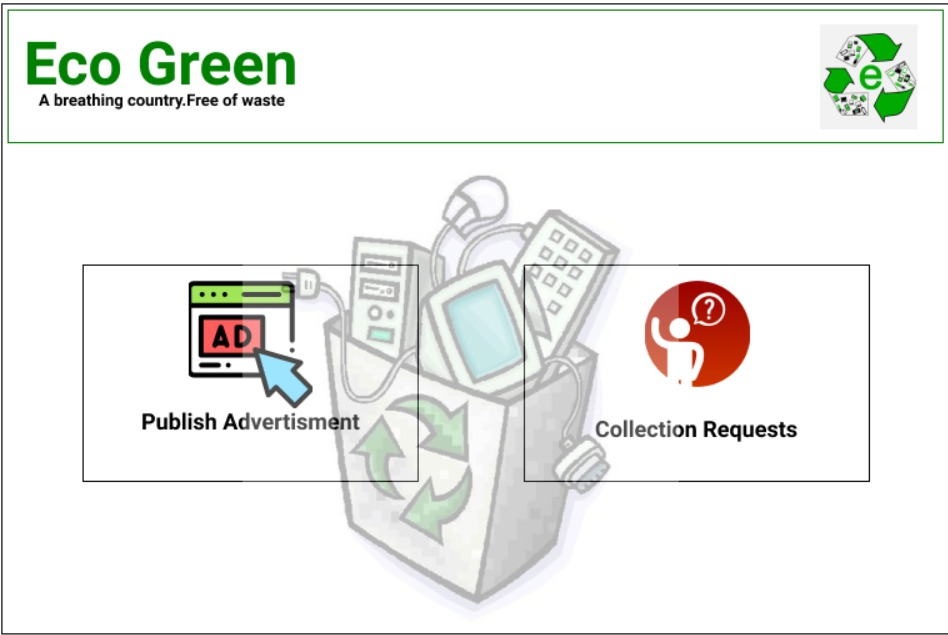 Eco Green
A breathing country.Free of waste
e
AD
?
Publish Advertisment
Collection Requests